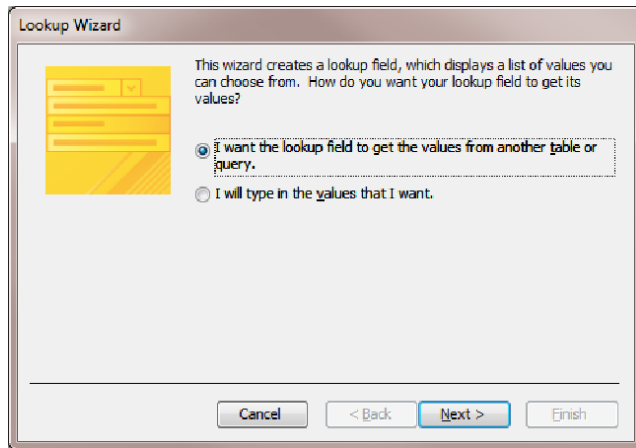 Lookup Wizard
This wizard creates a lookup field, which displays a list of values you
can choose from. How do you want your lookup field to get its
values?
I want the lookup field to get the values from another table or
query.
I will type in the values that I want.
Cancel
< Back
Next >
Finish